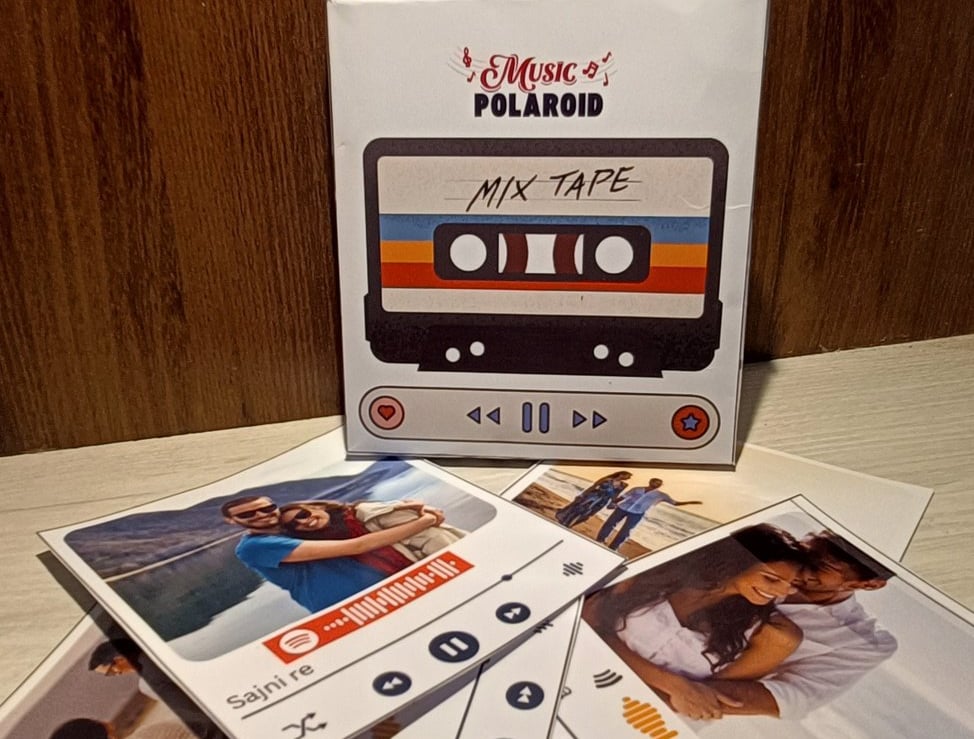 Music
POLAROID
MIX TAPE
Sajni re